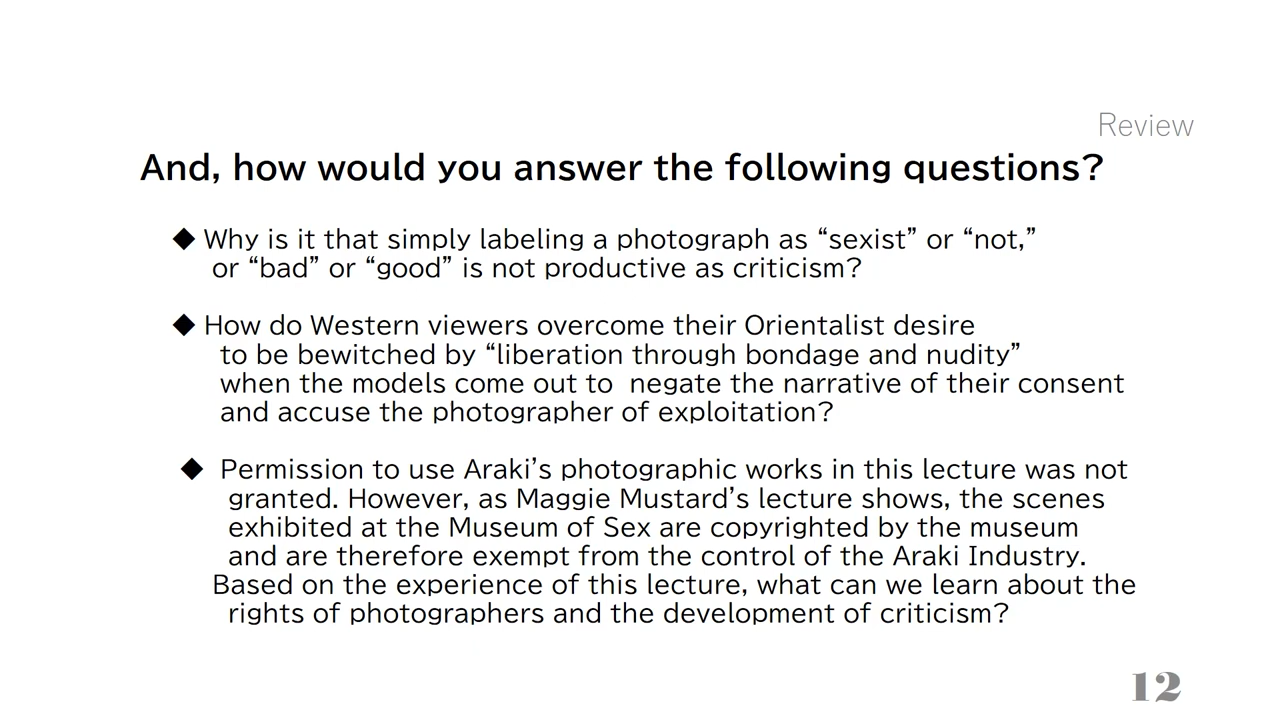 Review
And, how would you answer the following questions?
◆ Why is it that simply labeling a photograph as “sexist” or “not,”
or “bad” or “good” is not productive as criticism?
◆ How do Western viewers overcome their Orientalist desire
to be bewitched by “liberation through bondage and nudity”
when the models come out to negate the narrative of their consent
and accuse the photographer of exploitation?
◆ Permission to use Araki’s photographic works in this lecture was not
granted. However, as Maggie Mustard’s lecture shows, the scenes
exhibited at the Museum of Sex are copyrighted by the museum
and are therefore exempt from the control of the Araki Industry.
Based on the experience of this lecture, what can we learn about the
rights of photographers and the development of criticism?
12